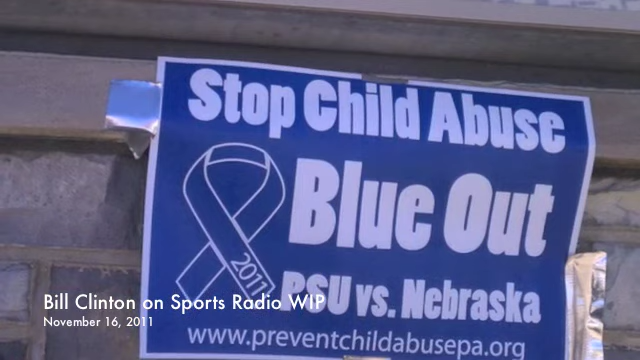 Stop Child Abuse
Blue Out
2011
PSU vs. Nebraska
Bill Clinton on Sports Radio WIP
November 16, 2011
www.preventchildabusepa.org